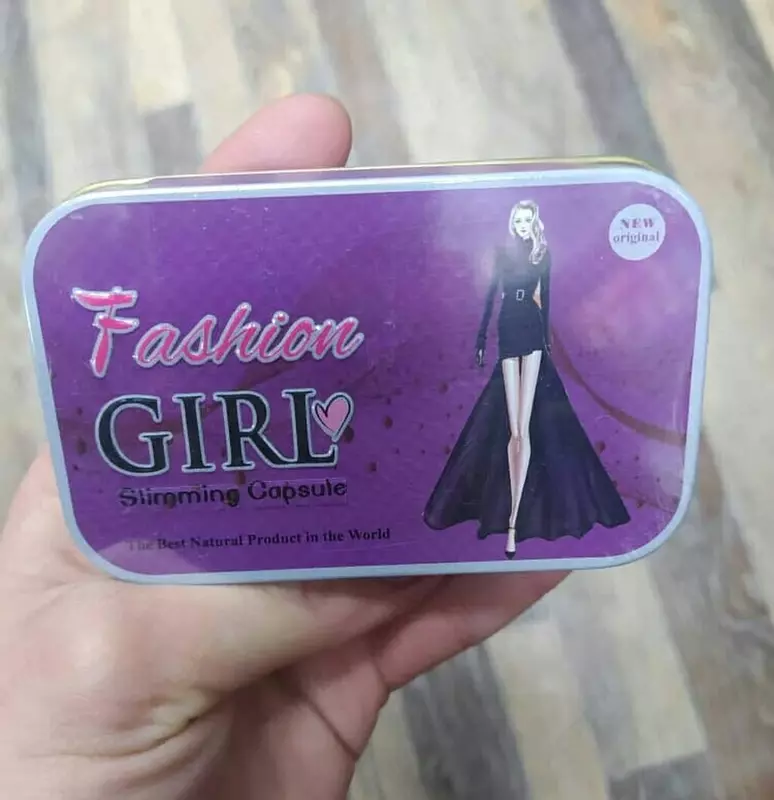 NEW
original
Fashion
GIRL
Slimming Capsule
The Best Natural Product in the World